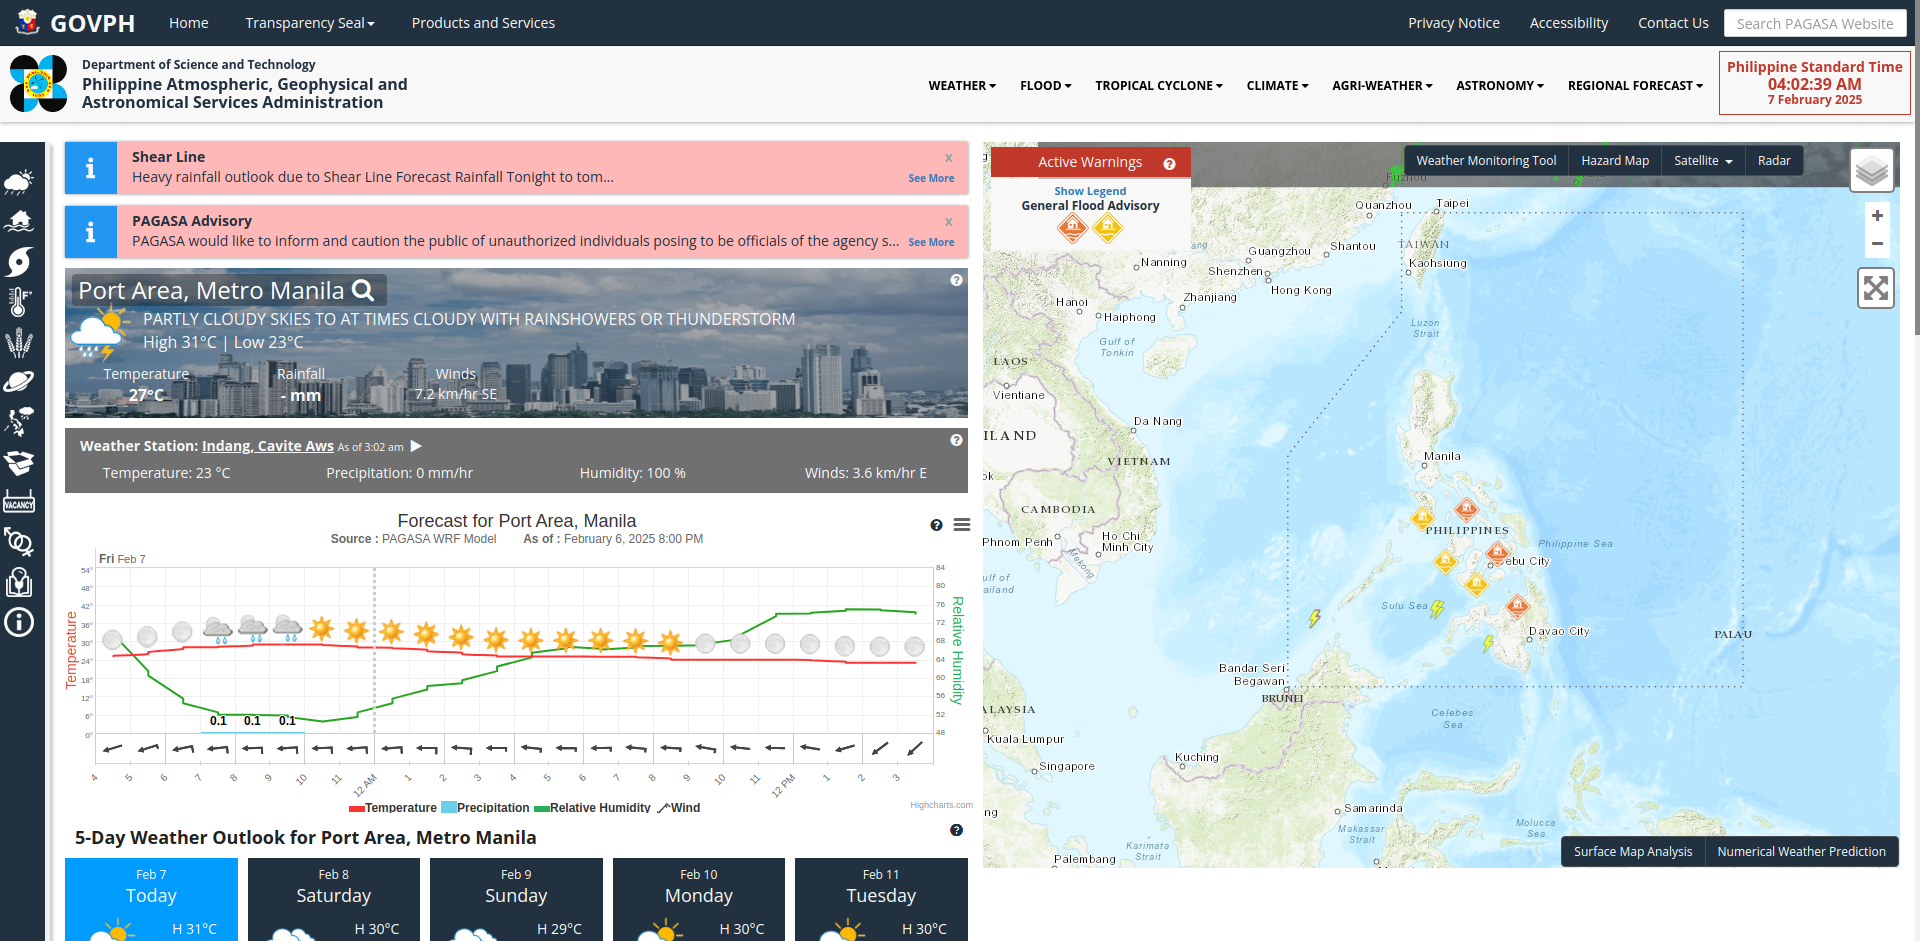 GOVPH
Home
Transparency Seal
Products and Services
Privacy Notice
Accessibility
Contact Us
Search PAGASA Website
Department of Science and Technology
Philippine Atmospheric, Geophysical and
Astronomical Services Administration
WEATHER
FLOOD
TROPICAL CYCLONE
CLIMATE
AGRI-WEATHER
ASTRONOMY
REGIONAL FORECAST
Philippine Standard Time
04:02:39 AM
7 February 2025
Shear Line
x
Heavy rainfall outlook due to Shear Line Forecast Rainfall Tonight to tom...
See More
PAGASA Advisory
x
PAGASA would like to inform and caution the public of unauthorized individuals posing to be officials of the agency s...
See More
Port Area, Metro Manila
PARTLY CLOUDY SKIES TO AT TIMES CLOUDY WITH RAINSHOWERS OR THUNDERSTORM
High 31°C | Low 23°C
Temperature
Rainfall
Winds
27°C
- mm
7.2 km/hr SE
Weather Station: Indang, Cavite Aws As of 3:02 am
Temperature: 23 °C
Precipitation: 0 mm/hr
Humidity: 100 %
Winds: 3.6 km/hr E
Forecast for Port Area, Manila
Source : PAGASA WRF Model As of : February 6, 2025 8:00 PM
Fri Feb 7
Temperature
54°
48°
42°
36°
30°
24°
18°
12°
6°
0°
84
80
76
72
68
64
60
56
52
48
Relative Humidity
0.1 0.1 0.1
4 5 6 7 8 9 10 11 12 AM 1 2 3 4 5 6 7 8 9 10 11 12 PM 1 2 3
Temperature Precipitation Relative Humidity Wind
Highcharts.com
5-Day Weather Outlook for Port Area, Metro Manila
Feb 7
Today
H 31°C
Feb 8
Saturday
H 30°C
Feb 9
Sunday
H 29°C
Feb 10
Monday
H 30°C
Feb 11
Tuesday
H 30°C
VACANCY
Active Warnings
Show Legend
General Flood Advisory
Weather Monitoring Tool
Hazard Map
Satellite
Radar
+
−
Fuzhou
Quanzhou
Taipei
Guangzhou
Shantou
TAIWAN
Nanning
Shenzhen
Kaohsiung
Hong Kong
Hanoi
Zhanjiang
Haiphong
Luzon
Strait
Gulf of
Tonkin
LAOS
Vientiane
Da Nang
ILAND
VIETNAM
Manila
ok
CAMBODIA
PHILIPPINES
Phnom Penh
Ho Chi
Minh City
Mekong
Philippine Sea
ebu City
ulf of
ailand
Sulu Sea
Davao City
PALAU
Bandar Seri
Begawan
BRUNEI
ALAYSIA
Celebes
Sea
Kuala Lumpur
Kuching
Singapore
Samarinda
ng
Makassar
Strait
Molucca
Sea
Karimata
Strait
Palembang
Surface Map Analysis
Numerical Weather Prediction